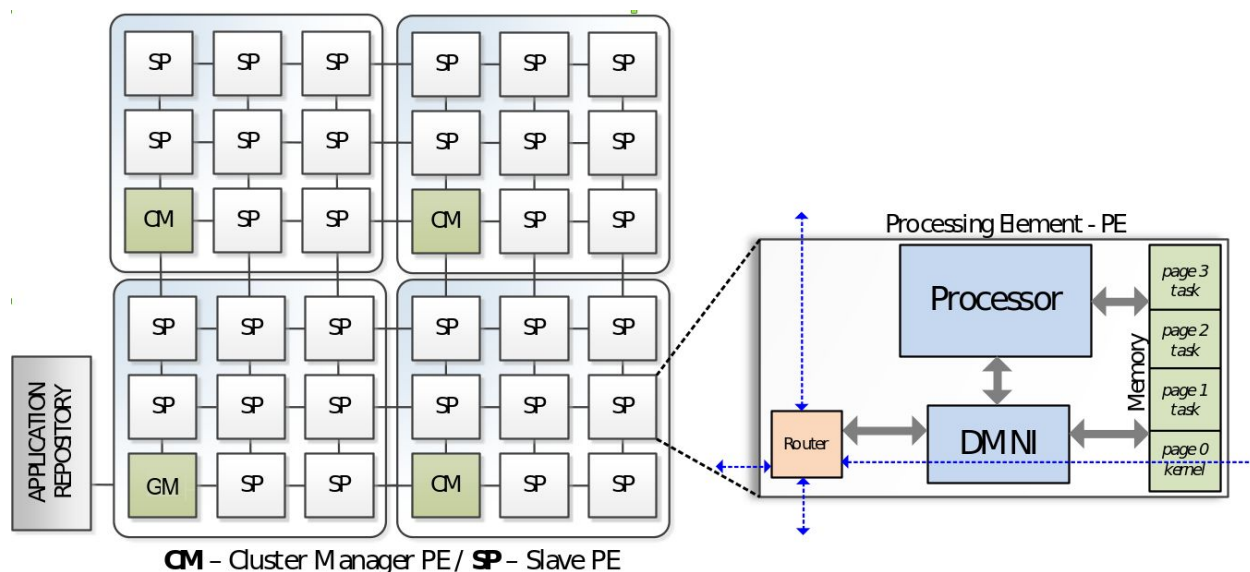 SP SP SP SP SP SP
SP SP SP SP SP SP
CM SP SP CM SP SP
SP SP SP SP SP SP
SP SP SP SP SP SP
GM SP SP CM SP SP
APPLICATION
REPOSITORY
CM – Cluster Manager PE / SP – Slave PE
Processing Element - PE
Processor
Router
DMNI
Memory
page 3
task
page 2
task
page 1
task
page 0
kernel